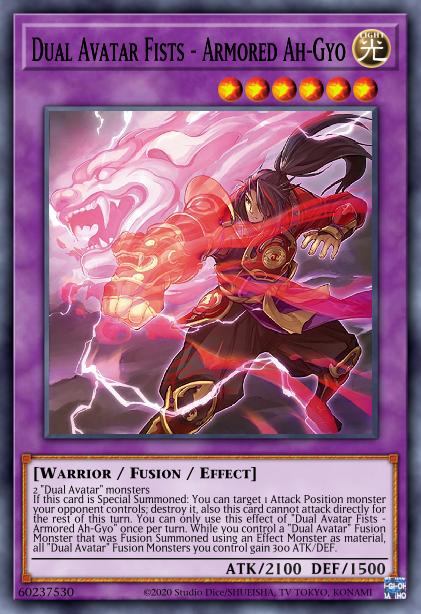 Dual Avatar Fists - Armored Ah-Gyo
LIGHT
光
[Warrior / Fusion / Effect]
2 "Dual Avatar" monsters
If this card is Special Summoned: You can target 1 Attack Position monster
your opponent controls; destroy it, also this card cannot attack directly for
the rest of this turn. You can only use this effect of "Dual Avatar Fists -
Armored Ah-Gyo" once per turn. While you control a "Dual Avatar" Fusion
Monster that was Fusion Summoned using an Effect Monster as material,
all "Dual Avatar" Fusion Monsters you control gain 300 ATK/DEF.
ATK/2100 DEF/1500
60237530 ©2020 Studio Dice/SHUEISHA, TV TOKYO, KONAMI